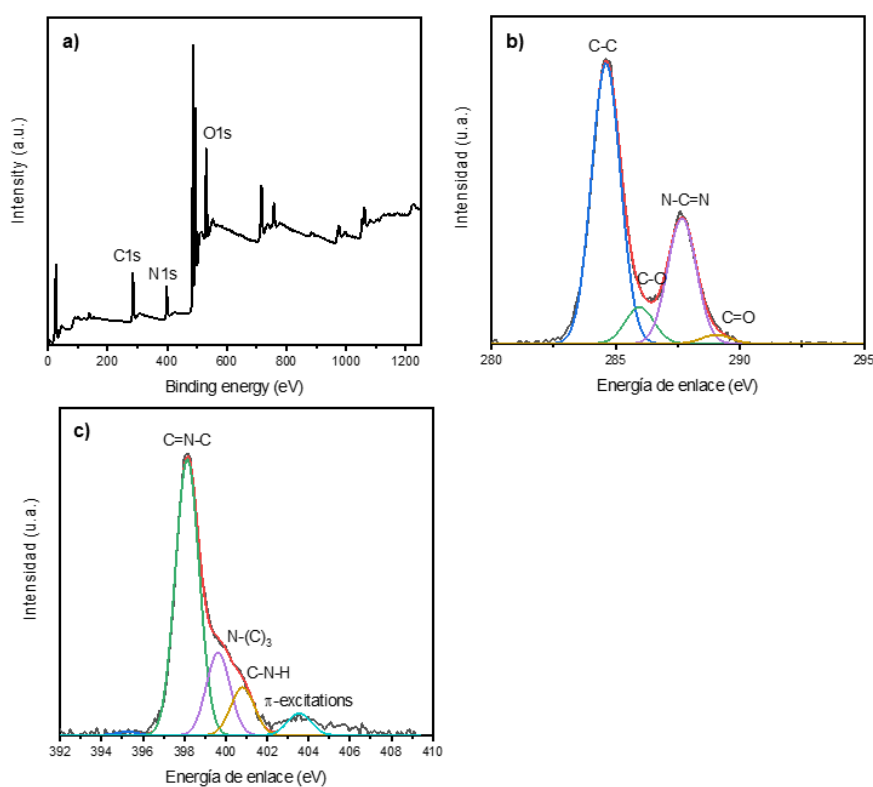 a)
O1s
C1s
N1s
Intensity (a.u.)
0 200 400 600 800 1000 1200
Binding energy (eV)
b)
C-C
N-C=N
C-O
C=O
Intensidad (u.a.)
280 285 290 295
Energía de enlace (eV)
c)
C=N-C
N-(C)₃
C-N-H
π-excitations
Intensidad (u.a.)
392 394 396 398 400 402 404 406 408 410
Energía de enlace (eV)